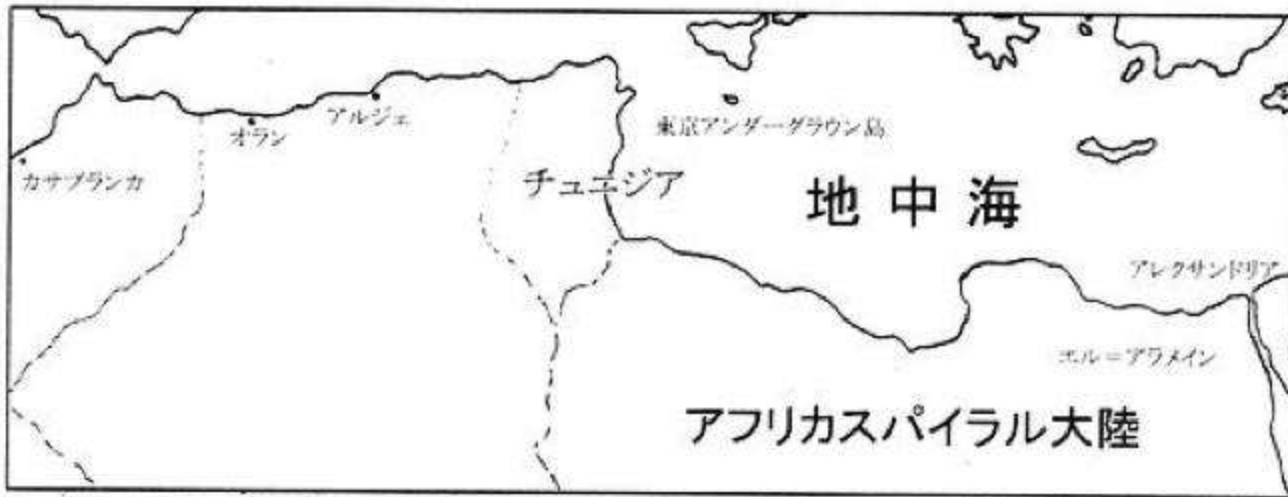 アルジェ
オラン
東京アンダーグラウン島
カサブランカ
チュニジア
地中海
アレクサンドリア
エル＝アラメイン
アフリカスパイラル大陸